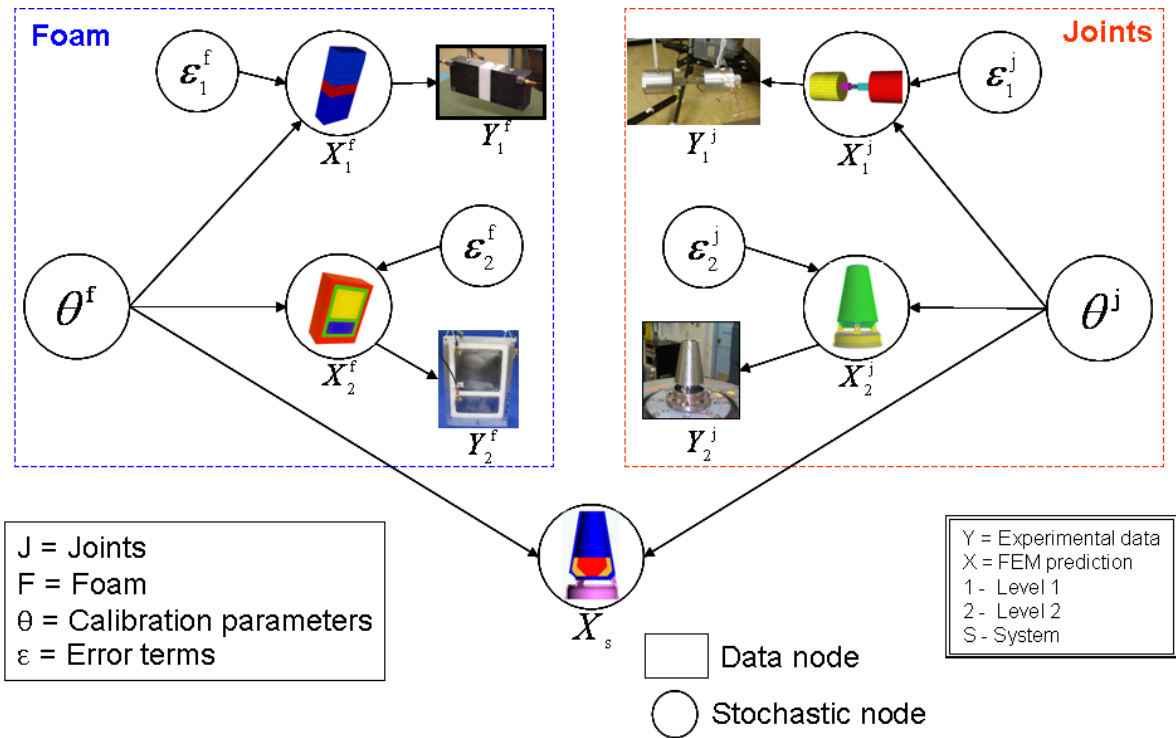 Foam
Joints
ε₁ᶠ
X₁ᶠ
Y₁ᶠ
Y₁ʲ
X₁ʲ
ε₁ʲ
θᶠ
ε₂ᶠ
X₂ᶠ
Y₂ᶠ
ε₂ʲ
X₂ʲ
Y₂ʲ
θʲ
Xₛ
J = Joints
F = Foam
θ = Calibration parameters
ε = Error terms
Data node
Stochastic node
Y = Experimental data
X = FEM prediction
1 - Level 1
2 - Level 2
S - System